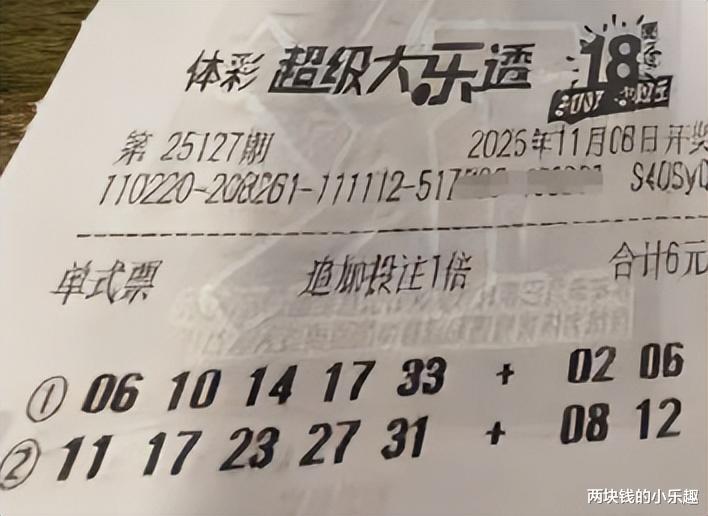 体彩 超级大乐透 18
第 25127期 2025年11月08日开奖
110220-208261-111112-517 S4OSyQ
单式票 追加投注1倍 合计6元
① 06 10 14 17 33 + 02 06
② 11 17 23 27 31 + 08 12
两块钱的小乐趣